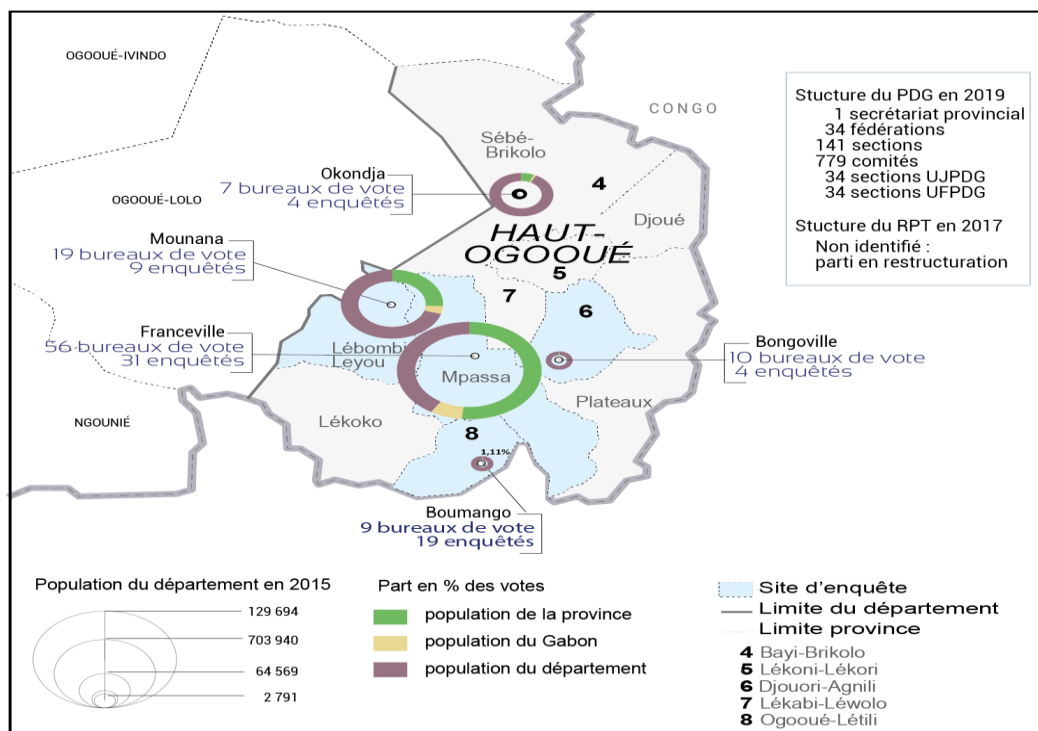 OGOOUÉ-IVINDO
CONGO
Stucture du PDG en 2019
1 secrétariat provincial
34 fédérations
141 sections
779 comités
34 sections UJPDG
34 sections UFPDG
Stucture du RPT en 2017
Non identifié :
parti en restructuration
Sébé-
Brikolo
Okondja
7 bureaux de vote
4 enquêtés
4
OGOOUÉ-LOLO
Djoué
Mounana
19 bureaux de vote
9 enquêtés
HAUT-
OGOOUÉ
5
7
6
Franceville
56 bureaux de vote
31 enquêtés
Lébombi
Leyou
Mpassa
Bongoville
10 bureaux de vote
4 enquêtés
Plateaux
NGOUNIÉ
Lékoko
8
1,11%
Boumango
9 bureaux de vote
19 enquêtés
Population du département en 2015
129 694
703 940
64 569
2 791
Part en % des votes
population de la province
population du Gabon
population du département
Site d'enquête
Limite du département
Limite province
4 Bayi-Brikolo
5 Lékoni-Lékori
6 Djouori-Agnili
7 Lékabi-Léwolo
8 Ogooué-Létili